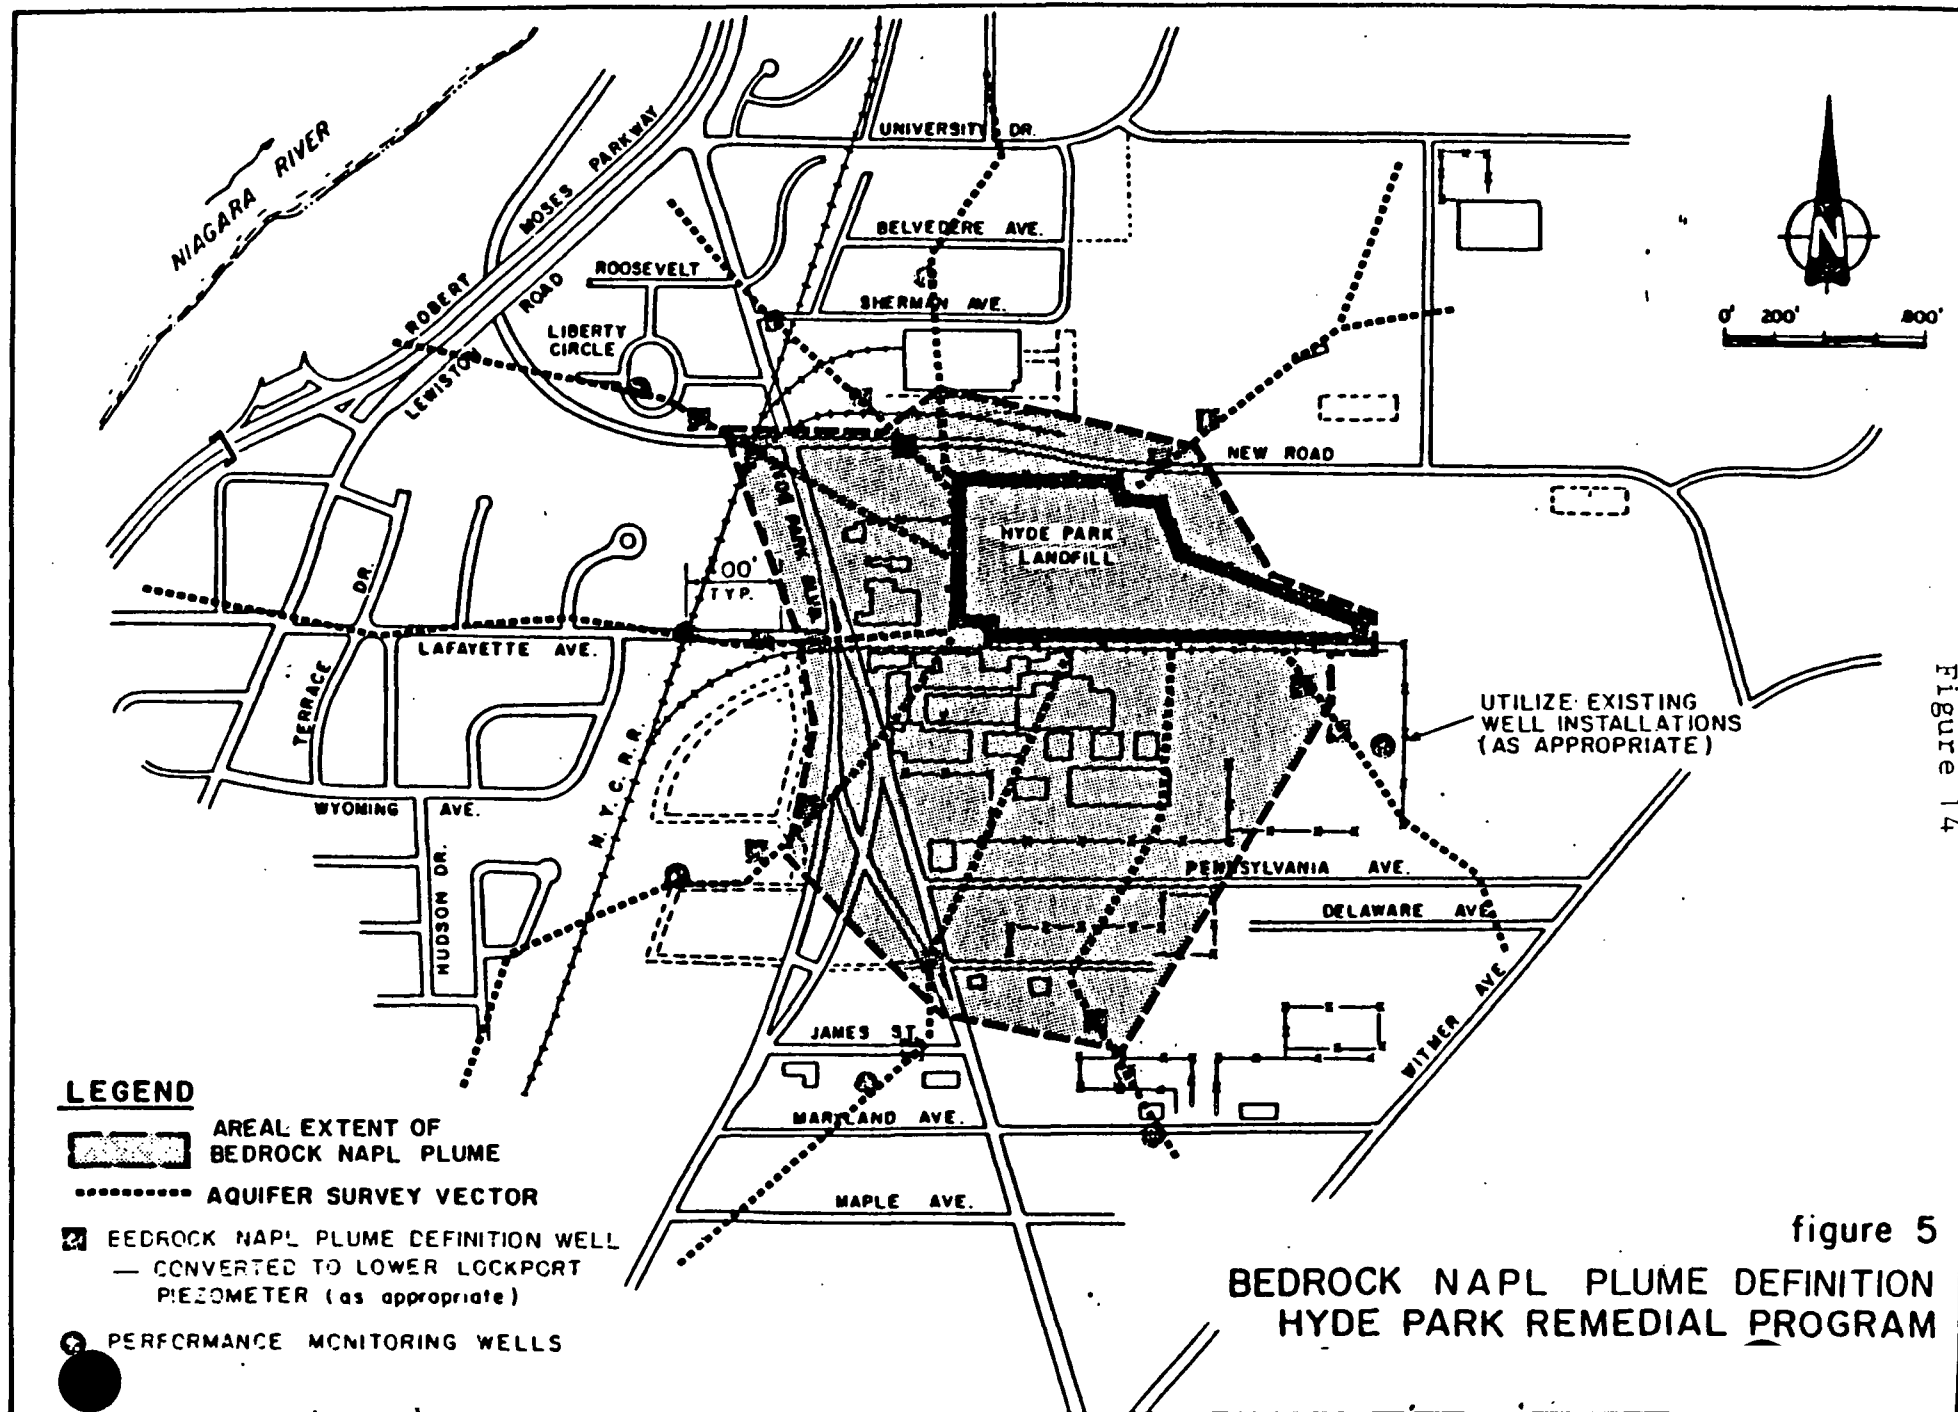 NIAGARA RIVER
ROBERT MOSES PARKWAY
LEWISTON ROAD
UNIVERSITY DR.
BELVEDERE AVE.
ROOSEVELT
SHERMAN AVE.
LIBERTY
CIRCLE
N
0' 200' 800'
NEW ROAD
HYDE PARK BLVD.
HYDE PARK
LANDFILL
TYP.
DR.
LAFAYETTE AVE.
TERRACE
UTILIZE EXISTING
WELL INSTALLATIONS
(AS APPROPRIATE)
Figure 14
N.Y.C.R.R.
WYOMING AVE.
HUDSON DR.
PENNSYLVANIA AVE.
DELAWARE AVE
WITMER AVE
JAMES ST.
MARYLAND AVE.
MAPLE AVE.
LEGEND
AREAL EXTENT OF
BEDROCK NAPL PLUME
AQUIFER SURVEY VECTOR
BEDROCK NAPL PLUME DEFINITION WELL
— CONVERTED TO LOWER LOCKPORT
PIEZOMETER (as appropriate)
PERFORMANCE MONITORING WELLS
figure 5
BEDROCK NAPL PLUME DEFINITION
HYDE PARK REMEDIAL PROGRAM